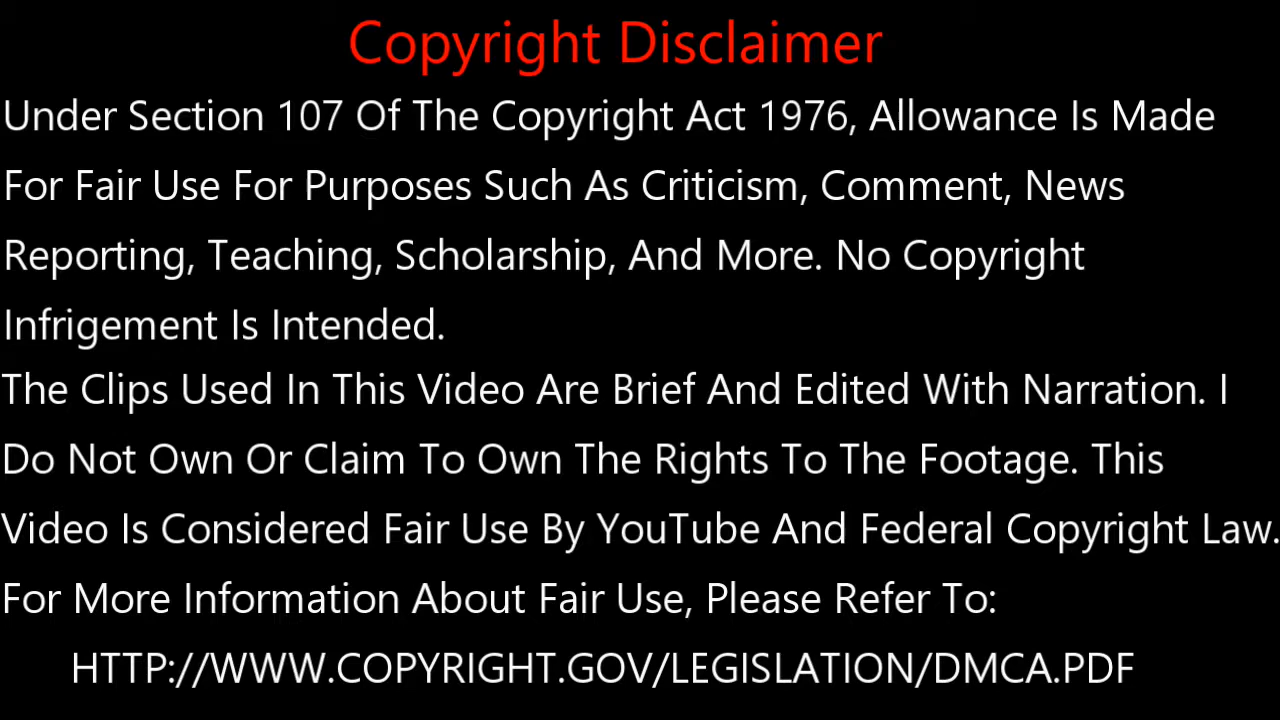 Copyright Disclaimer
Under Section 107 Of The Copyright Act 1976, Allowance Is Made
For Fair Use For Purposes Such As Criticism, Comment, News
Reporting, Teaching, Scholarship, And More. No Copyright
Infrigement Is Intended.
The Clips Used In This Video Are Brief And Edited With Narration. I
Do Not Own Or Claim To Own The Rights To The Footage. This
Video Is Considered Fair Use By YouTube And Federal Copyright Law.
For More Information About Fair Use, Please Refer To:
HTTP://WWW.COPYRIGHT.GOV/LEGISLATION/DMCA.PDF